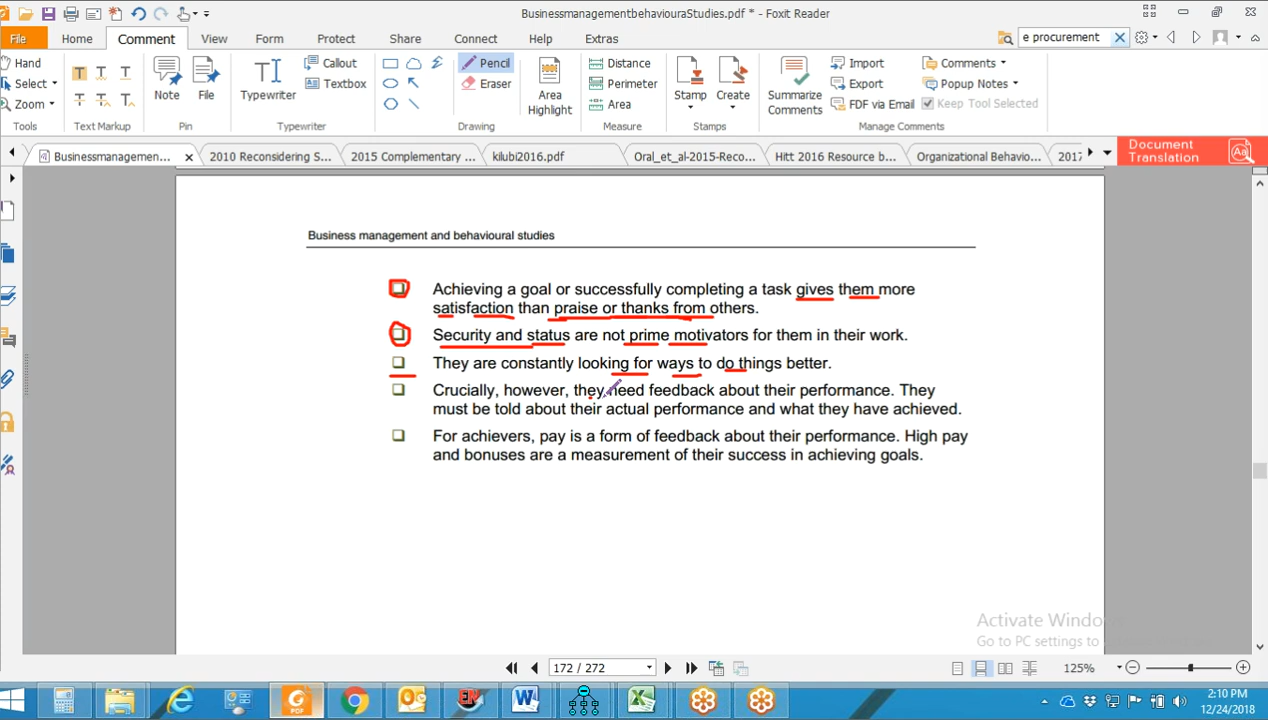 BusinessmanagementbehaviouraStudies.pdf * - Foxit Reader
File Home Comment View Form Protect Share Connect Help Extras e procurement
Hand Callout Distance Import Comments
Select Textbox Pencil Perimeter Export Popup Notes
Zoom Note File Typewriter Eraser Area Highlight Area Stamp Create Summarize Comments FDF via Email Keep Tool Selected
Tools Text Markup Pin Typewriter Drawing Measure Stamps Manage Comments
Businessmanagemen... 2010 Reconsidering S... 2015 Complementary ... kilubi2016.pdf Oral_et_al-2015-Reco... Hitt 2016 Resource b... Organizational Behavio... 2017 Document Translation
Business management and behavioural studies
Achieving a goal or successfully completing a task gives them more
satisfaction than praise or thanks from others.
Security and status are not prime motivators for them in their work.
They are constantly looking for ways to do things better.
Crucially, however, they need feedback about their performance. They
must be told about their actual performance and what they have achieved.
For achievers, pay is a form of feedback about their performance. High pay
and bonuses are a measurement of their success in achieving goals.
Activate Windo
Go to PC settings to
172 / 272 125%
2:10 PM
12/24/2018